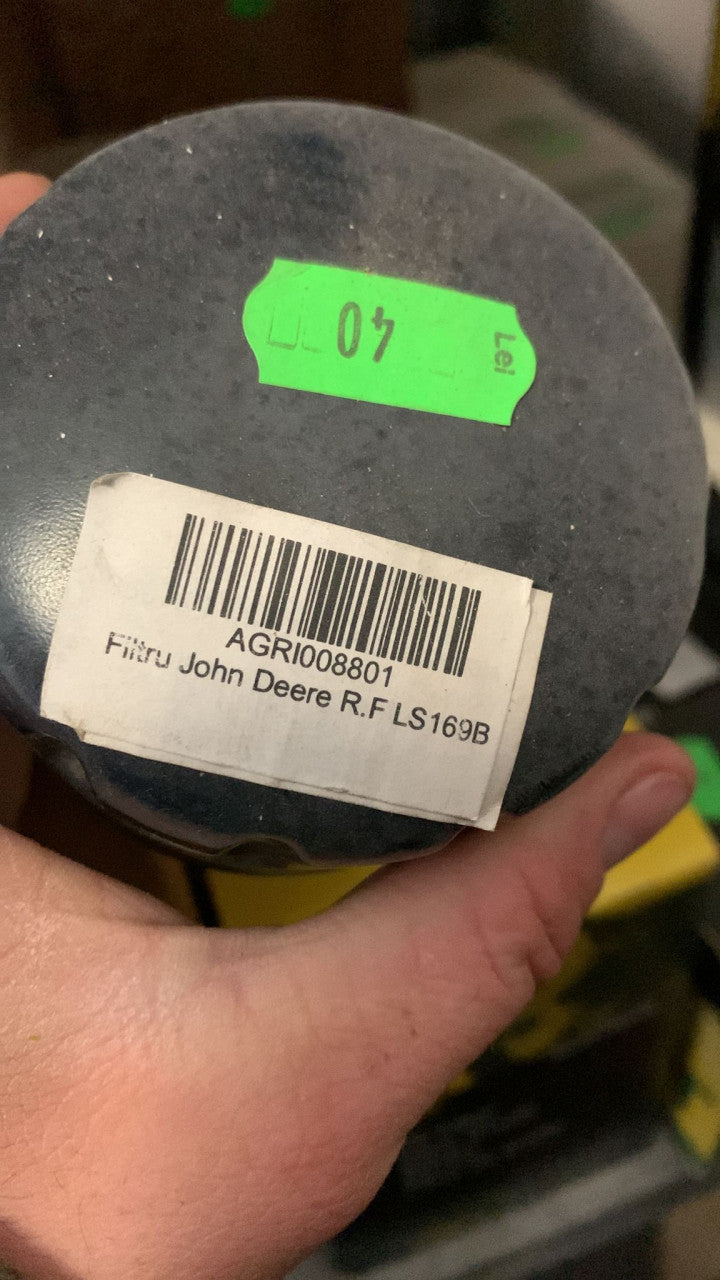 40 Lei
AGRI008801
Filtru John Deere R.F LS169B